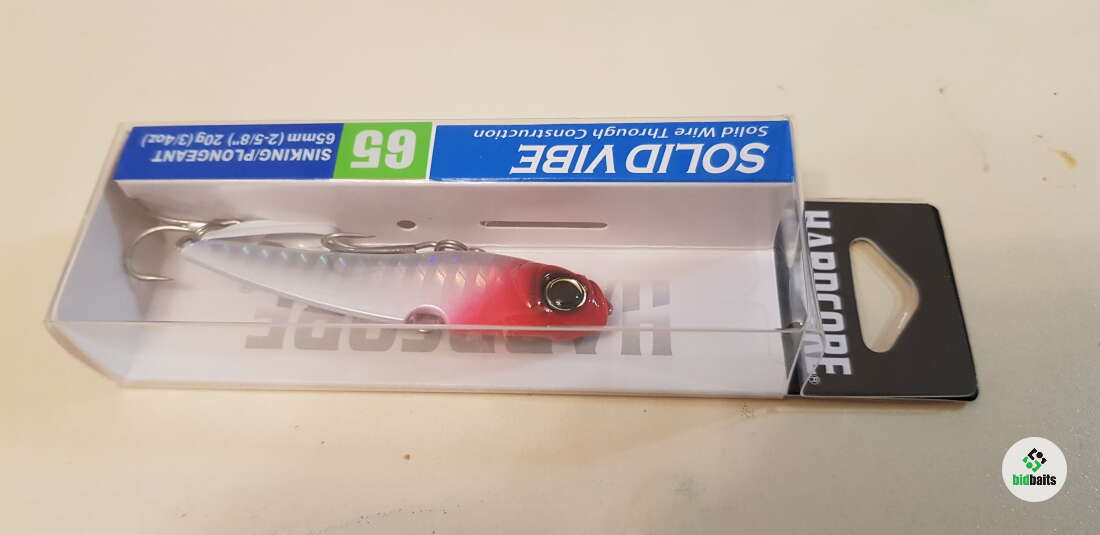 SOLID VIBE
Solid Wire Through Construction
65
SINKING/PLONGEANT
65mm (2-5/8") 20g (3/4oz)
HARDCORE
HARDCORE®
bidbaits